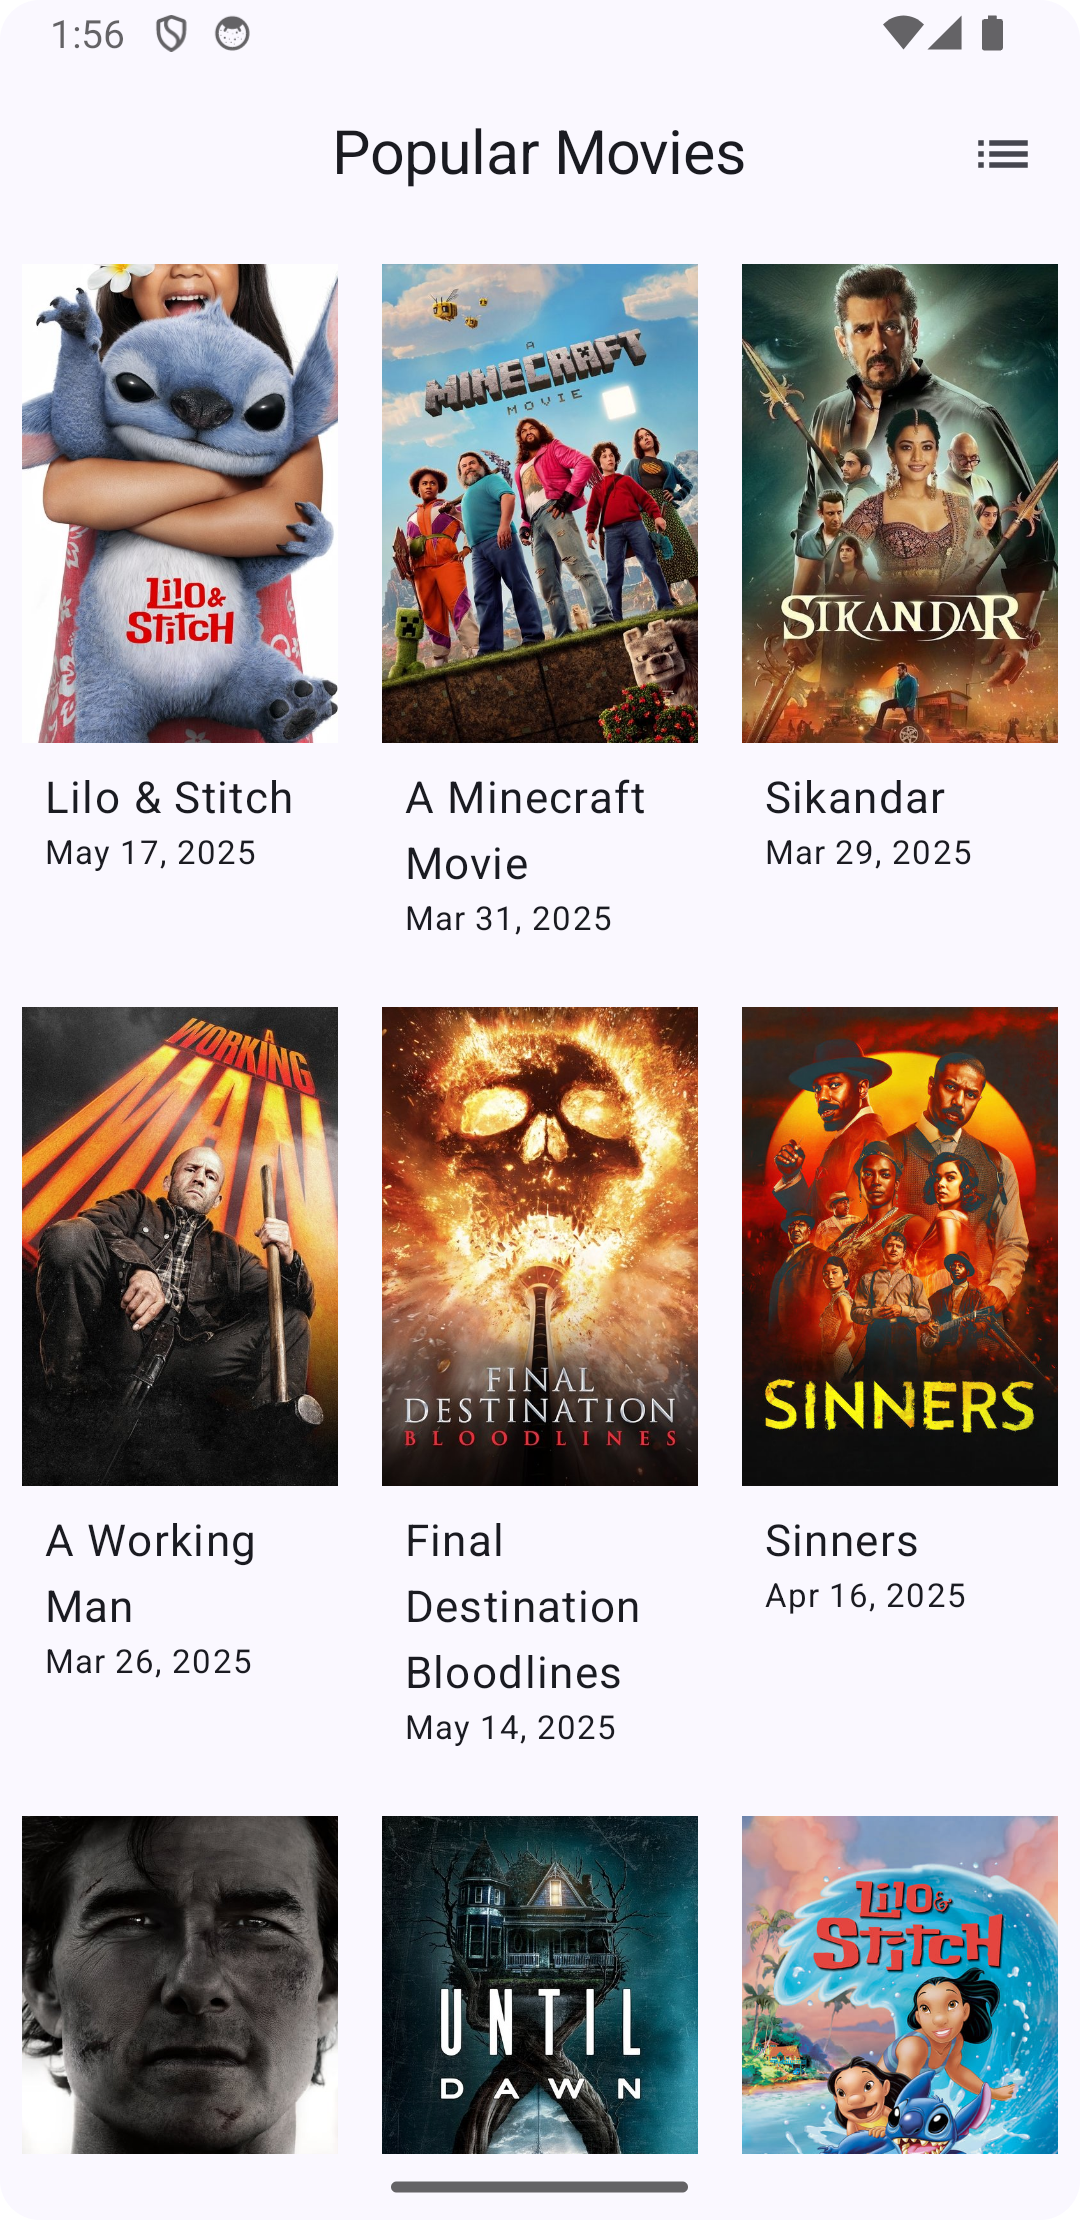 1:56
Popular Movies
LiLO &
STiTCH
A
MINECRAFT
MOVIE
SIKANDAR
Lilo & Stitch
May 17, 2025
A Minecraft
Movie
Mar 31, 2025
Sikandar
Mar 29, 2025
A
WORKING
MAN
FINAL
DESTINATION
BLOODLINES
SINNERS
A Working
Man
Mar 26, 2025
Final
Destination
Bloodlines
May 14, 2025
Sinners
Apr 16, 2025
UNTIL
DAWN
LiLO &
STiTCH